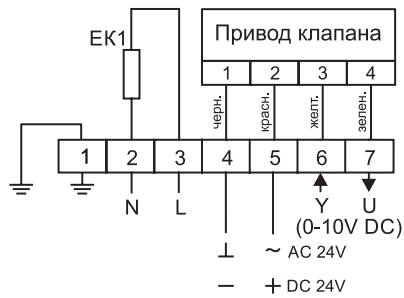 ЕК1
Привод клапана
1 2 3 4
черн. красн. желт. зелен.
1 2 3 4 5 6 7
N L Y U
(0-10V DC)
⊥ ~ AC 24V
− + DC 24V